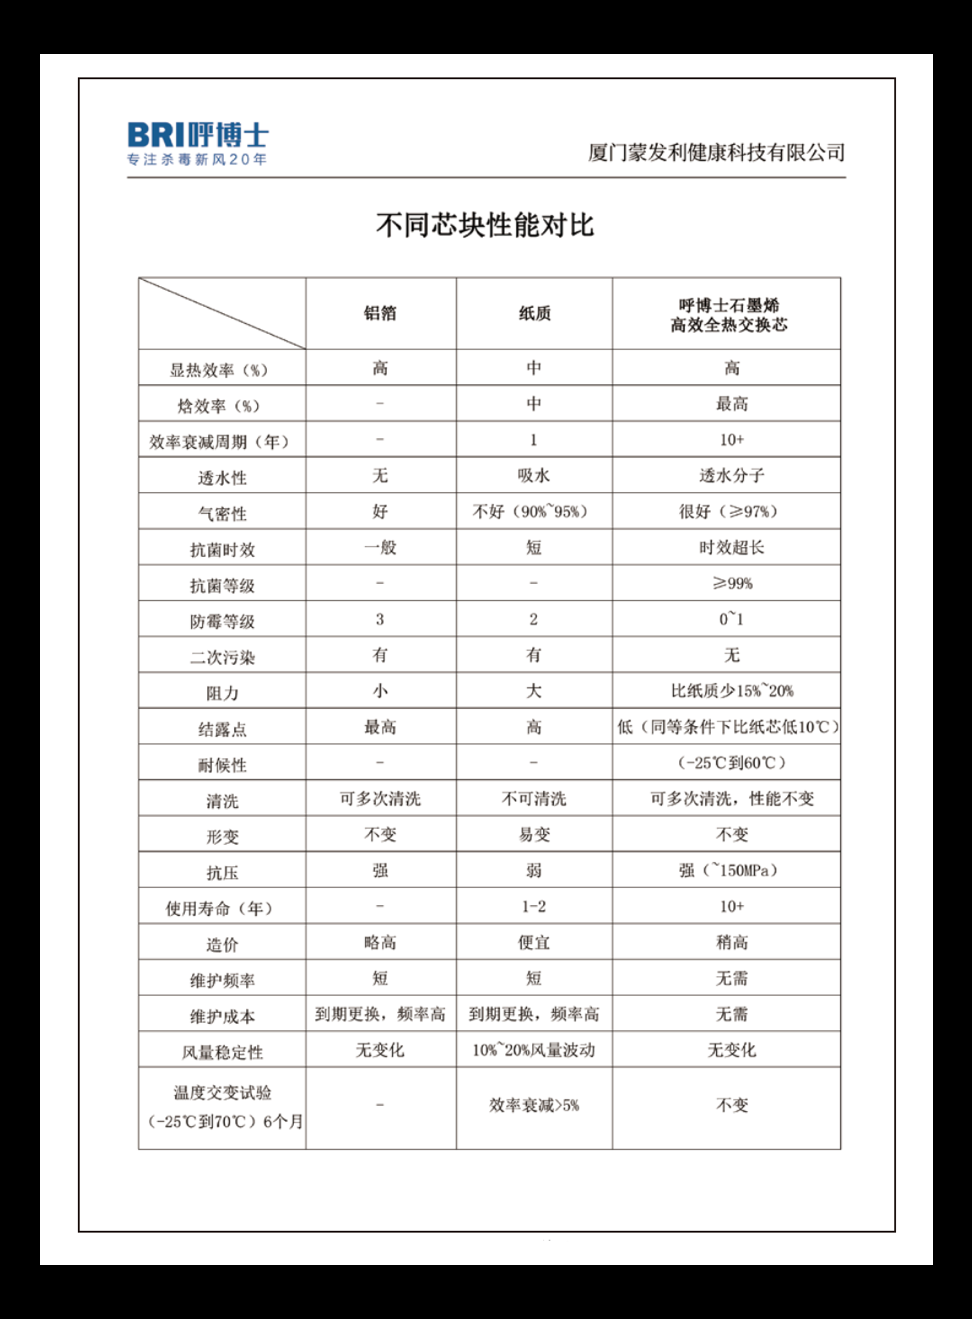 BRI呼博士
专注杀毒新风20年
厦门蒙发利健康科技有限公司
不同芯块性能对比
铝箔 纸质 呼博士石墨烯
高效全热交换芯
显热效率（%） 高 中 高
焓效率（%） - 中 最高
效率衰减周期（年） - 1 10+
透水性 无 吸水 透水分子
气密性 好 不好（90%~95%） 很好（≥97%）
抗菌时效 一般 短 时效超长
抗菌等级 - - ≥99%
防霉等级 3 2 0~1
二次污染 有 有 无
阻力 小 大 比纸质少15%~20%
结露点 最高 高 低（同等条件下比纸芯低10℃）
耐候性 - - （-25℃到60℃）
清洗 可多次清洗 不可清洗 可多次清洗，性能不变
形变 不变 易变 不变
抗压 强 弱 强（~150MPa）
使用寿命（年） - 1-2 10+
造价 略高 便宜 稍高
维护频率 短 短 无需
维护成本 到期更换，频率高 到期更换，频率高 无需
风量稳定性 无变化 10%~20%风量波动 无变化
温度交变试验
（-25℃到70℃）6个月 - 效率衰减>5% 不变